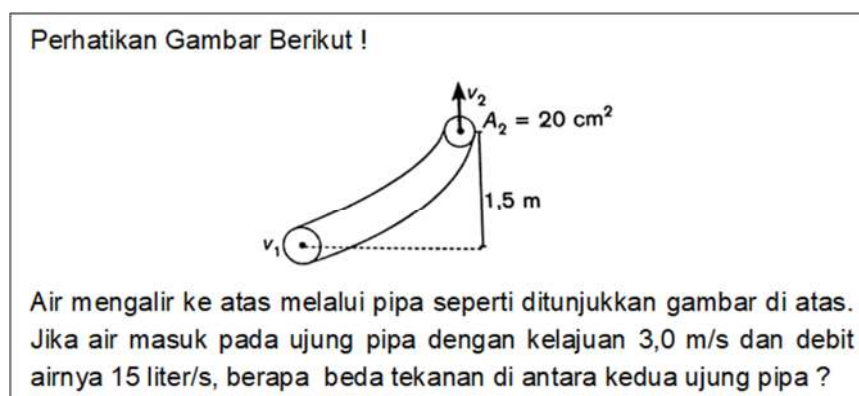 Perhatikan Gambar Berikut !
v₂
A₂ = 20 cm²
1,5 m
v₁
Air mengalir ke atas melalui pipa seperti ditunjukkan gambar di atas.
Jika air masuk pada ujung pipa dengan kelajuan 3,0 m/s dan debit
airnya 15 liter/s, berapa beda tekanan di antara kedua ujung pipa ?